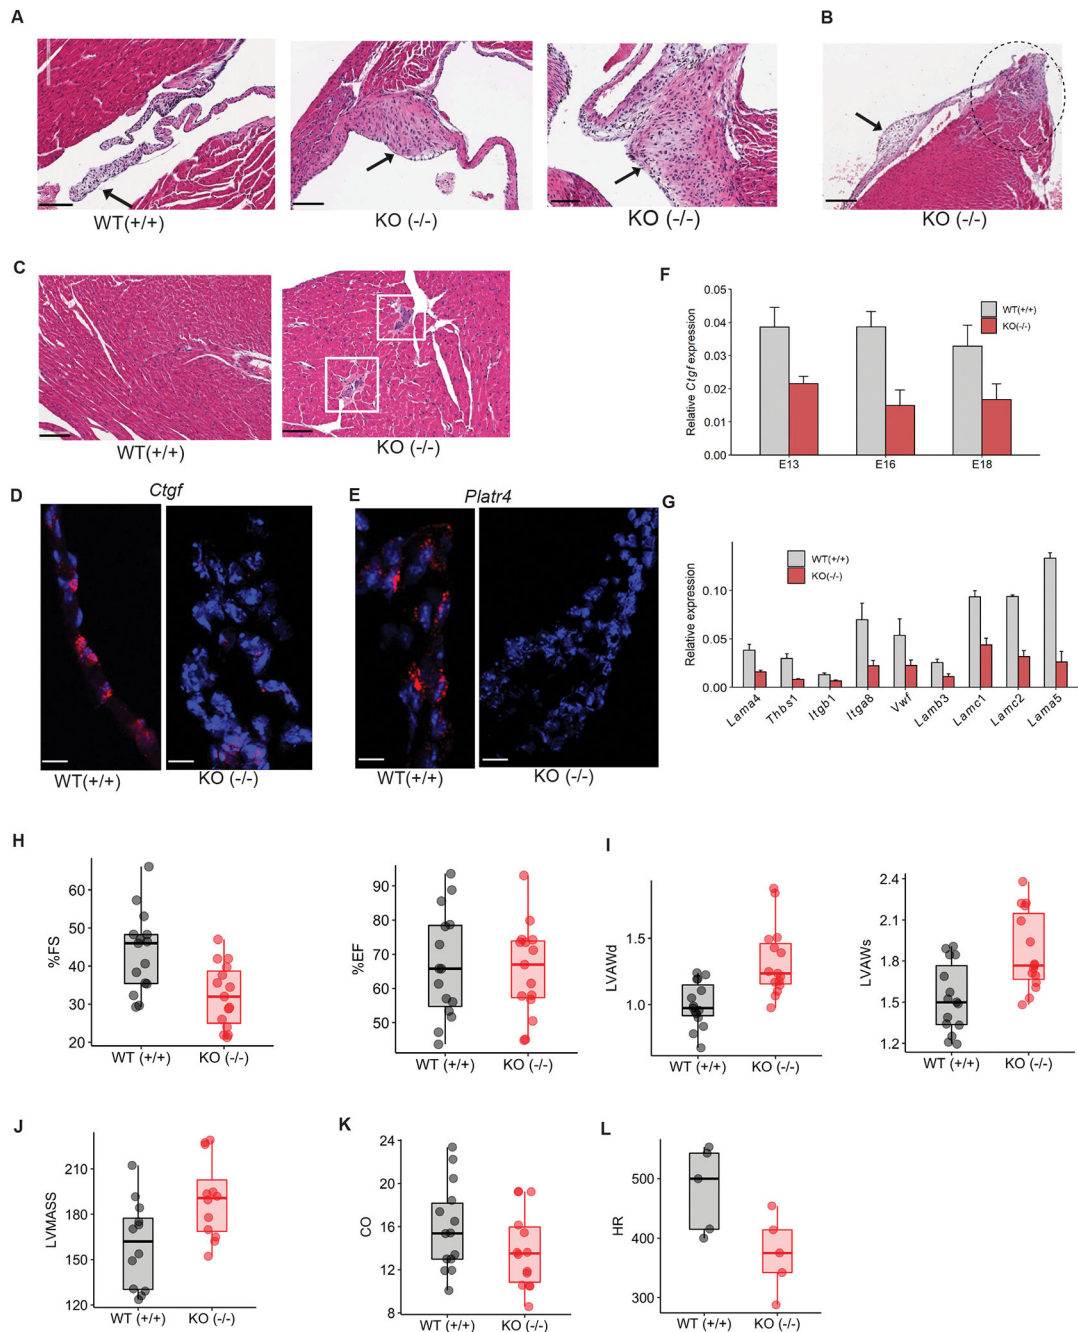 A
B
WT(+/+)
KO (-/-)
KO (-/-)
KO (-/-)
C
WT(+/+)
KO (-/-)
F
0.05
0.04
0.03
0.02
0.01
0.00
Relative Ctgf expression
WT(+/+)
KO(-/-)
E13
E16
E18
D
Ctgf
WT(+/+)
KO (-/-)
E
Platr4
WT(+/+)
KO (-/-)
G
Relative expression
0.10
0.05
0.00
WT(+/+)
KO(-/-)
Lama4
Thbs1
Itgb1
Itga8
Vwf
Lamb3
Lamc1
Lamc2
Lama5
H
%FS
60
50
40
30
20
WT (+/+)
KO (-/-)
%EF
90
80
70
60
50
WT (+/+)
KO (-/-)
I
LVAWd
1.5
1.0
WT (+/+)
KO (-/-)
LVAWs
2.4
2.1
1.8
1.5
1.2
WT (+/+)
KO (-/-)
J
LVMASS
210
180
150
120
WT (+/+)
KO (-/-)
K
CO
24
20
16
12
8
WT (+/+)
KO (-/-)
L
HR
500
400
300
WT (+/+)
KO (-/-)